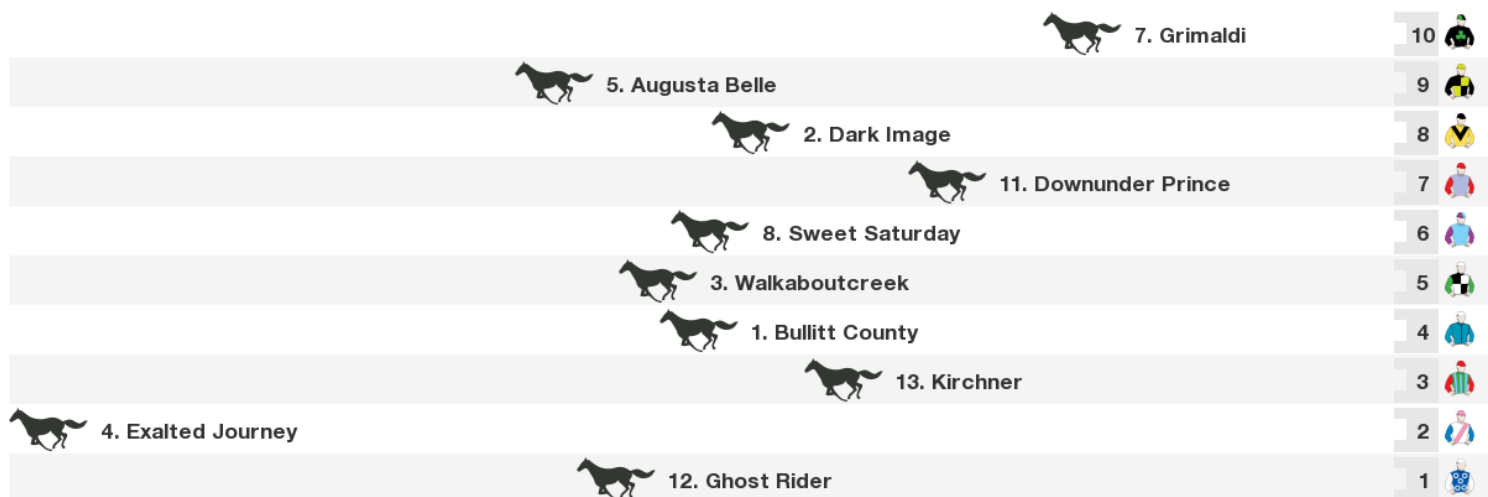 7. Grimaldi 10
5. Augusta Belle 9
2. Dark Image 8
11. Downunder Prince 7
8. Sweet Saturday 6
3. Walkaboutcreek 5
1. Bullitt County 4
13. Kirchner 3
4. Exalted Journey 2
12. Ghost Rider 1